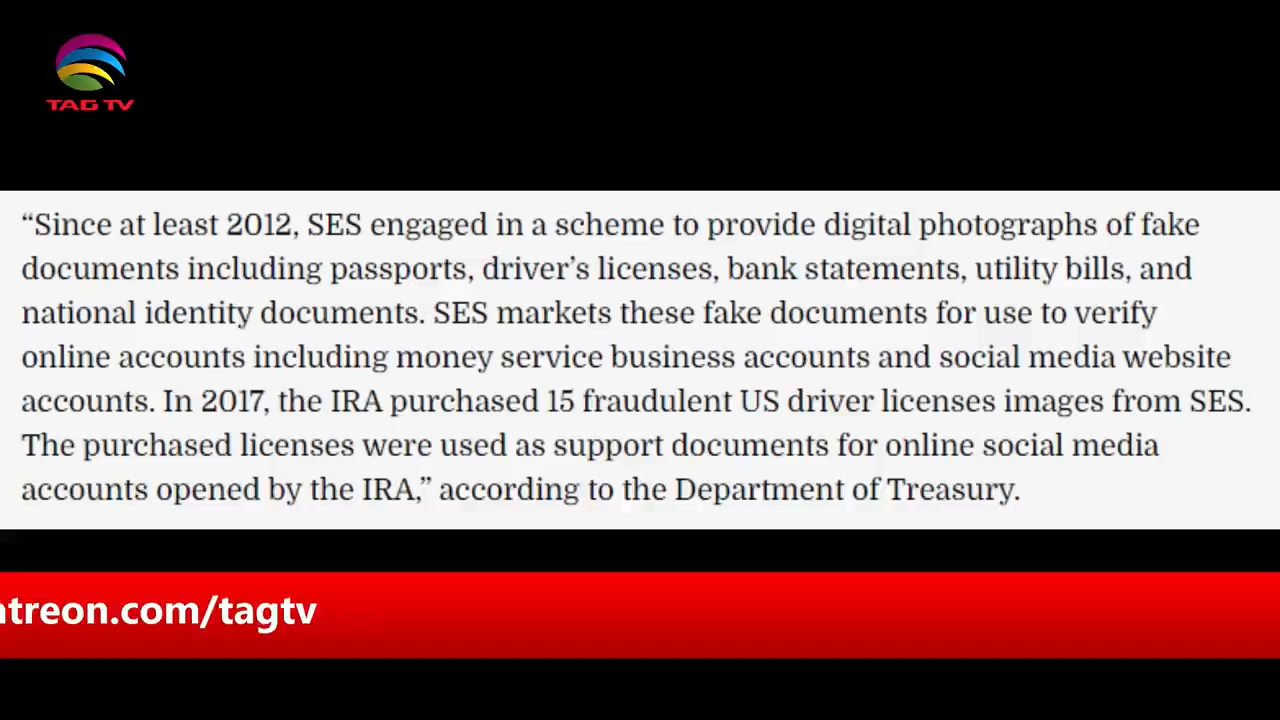 TAG TV
“Since at least 2012, SES engaged in a scheme to provide digital photographs of fake
documents including passports, driver’s licenses, bank statements, utility bills, and
national identity documents. SES markets these fake documents for use to verify
online accounts including money service business accounts and social media website
accounts. In 2017, the IRA purchased 15 fraudulent US driver licenses images from SES.
The purchased licenses were used as support documents for online social media
accounts opened by the IRA,” according to the Department of Treasury.
atreon.com/tagtv